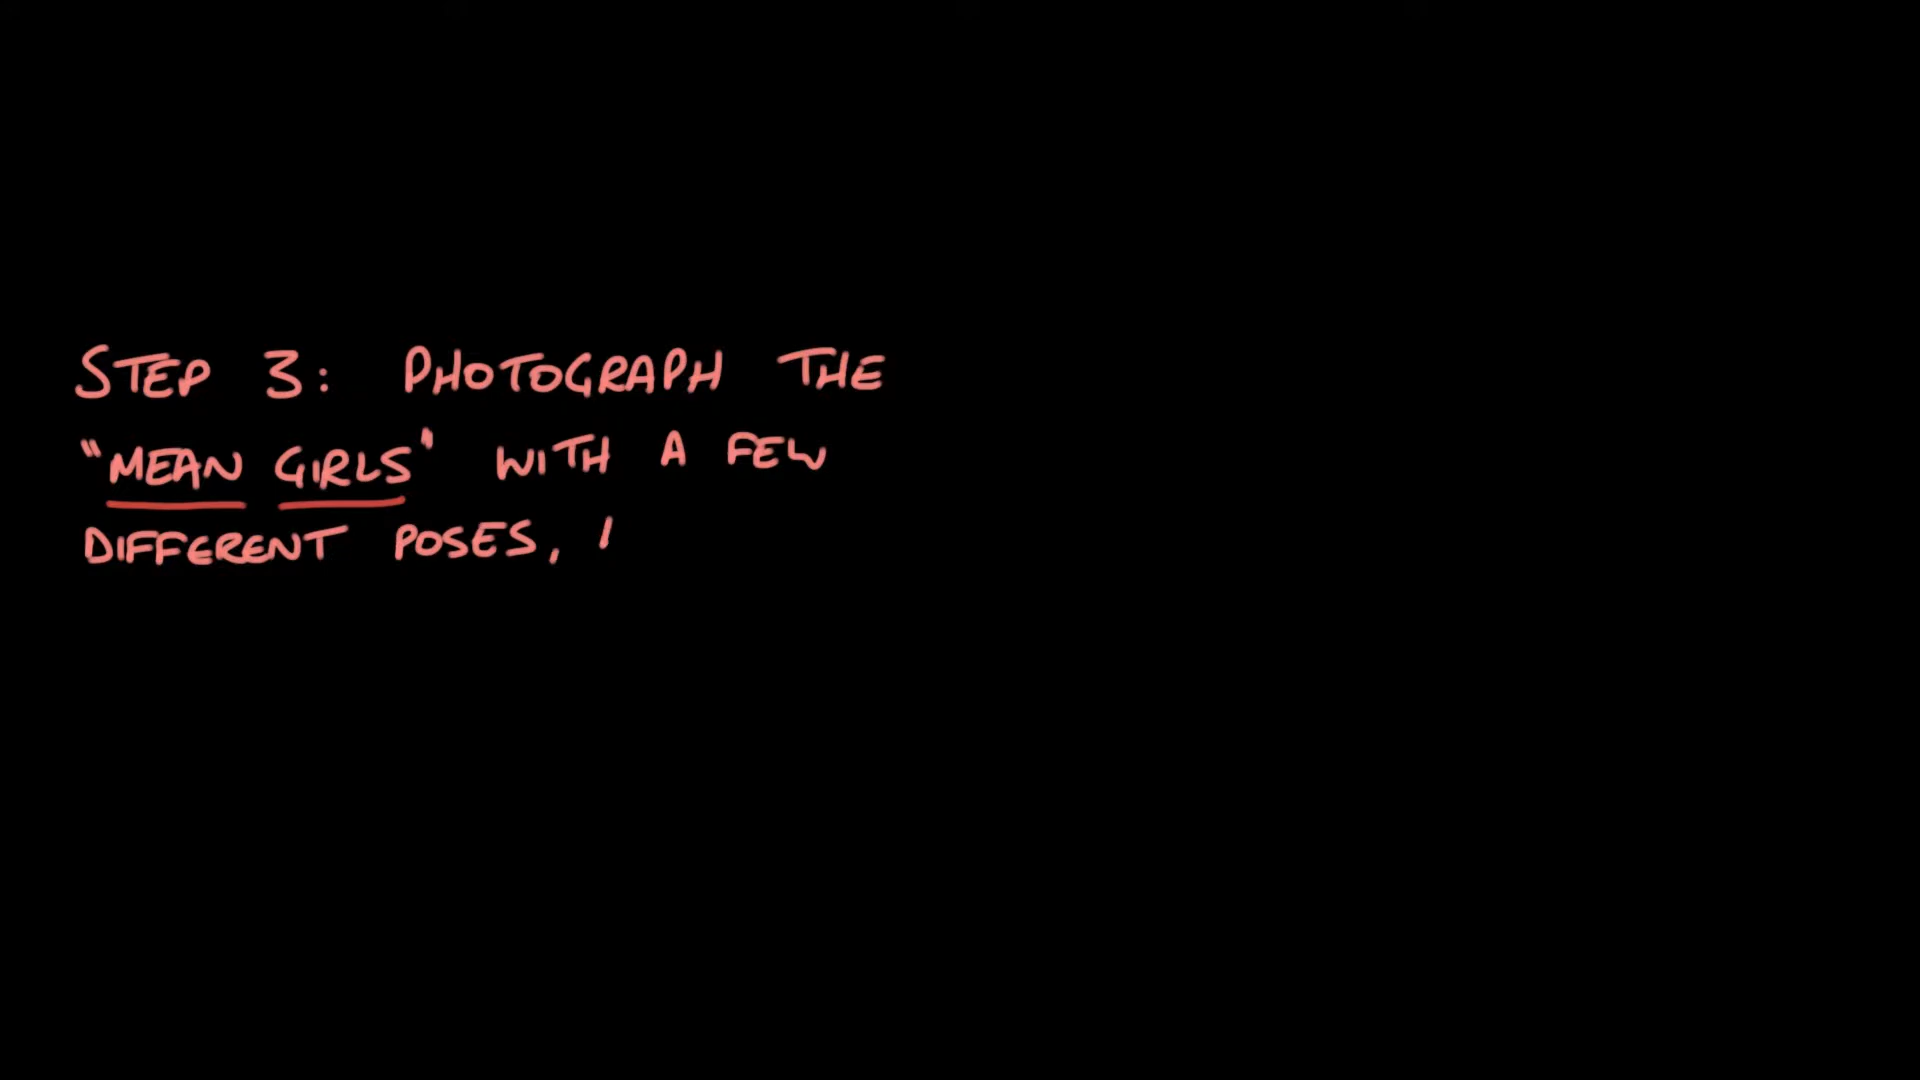 STEP 3: PHOTOGRAPH THE
"MEAN GIRLS" WITH A FEW
DIFFERENT POSES,